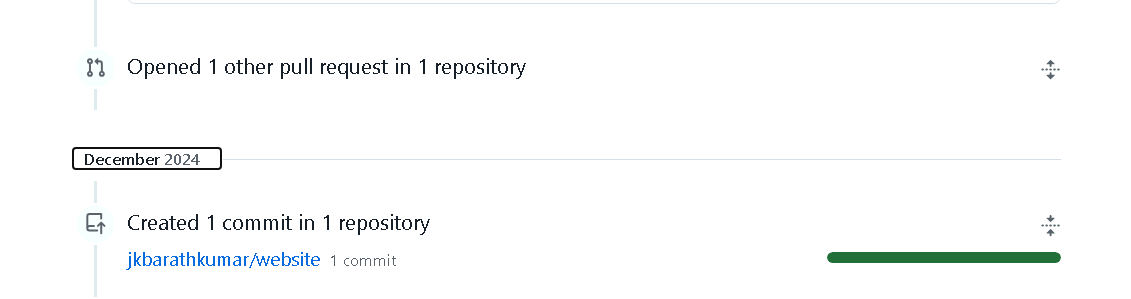 Opened 1 other pull request in 1 repository
December 2024
Created 1 commit in 1 repository
jkbarathkumar/website 1 commit